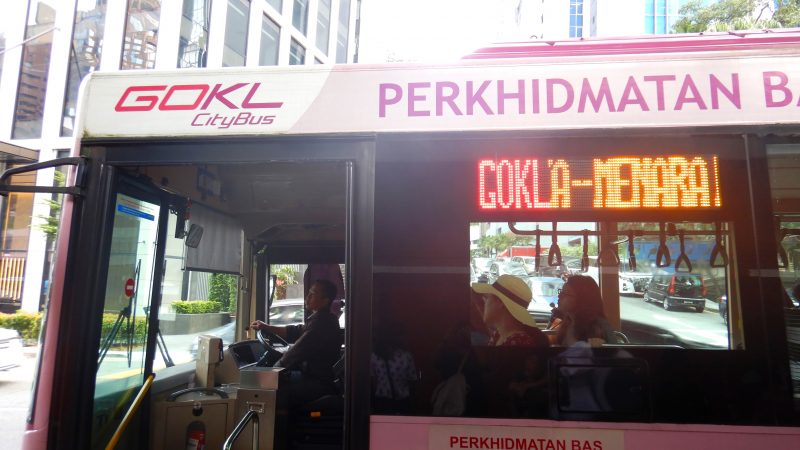 GOKL
CityBus
PERKHIDMATAN BA
GOKL'A-MENARA
PERKHIDMATAN BAS